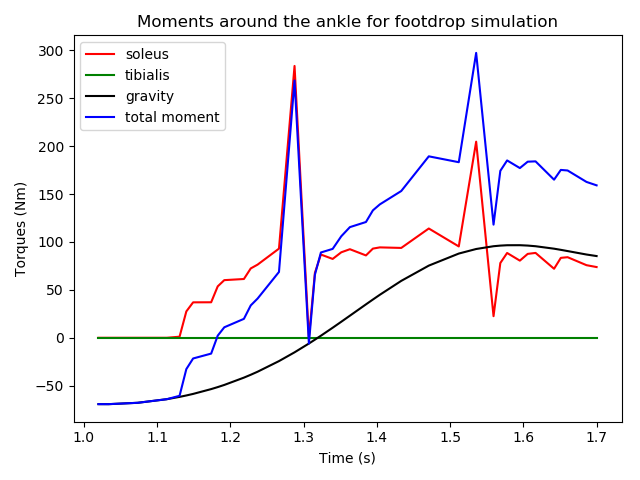 Moments around the ankle for footdrop simulation
soleus
tibialis
gravity
total moment
Torques (Nm)
300
250
200
150
100
50
0
−50
1.0 1.1 1.2 1.3 1.4 1.5 1.6 1.7
Time (s)